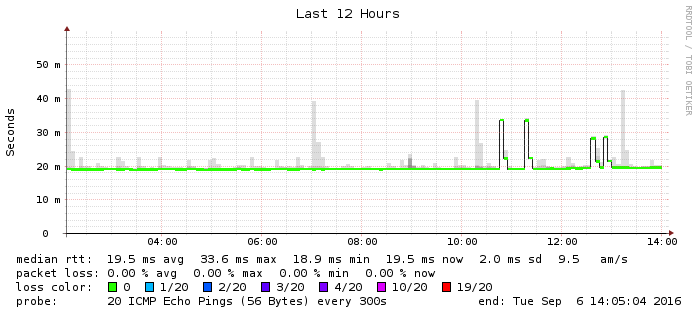 Last 12 Hours
RRDTOOL / TOBI OETIKER
Seconds
50 m
40 m
30 m
20 m
10 m
0
04:00 06:00 08:00 10:00 12:00 14:00
median rtt: 19.5 ms avg 33.6 ms max 18.9 ms min 19.5 ms now 2.0 ms sd 9.5 am/s
packet loss: 0.00 % avg 0.00 % max 0.00 % min 0.00 % now
loss color: 0 1/20 2/20 3/20 4/20 10/20 19/20
probe: 20 ICMP Echo Pings (56 Bytes) every 300s end: Tue Sep 6 14:05:04 2016